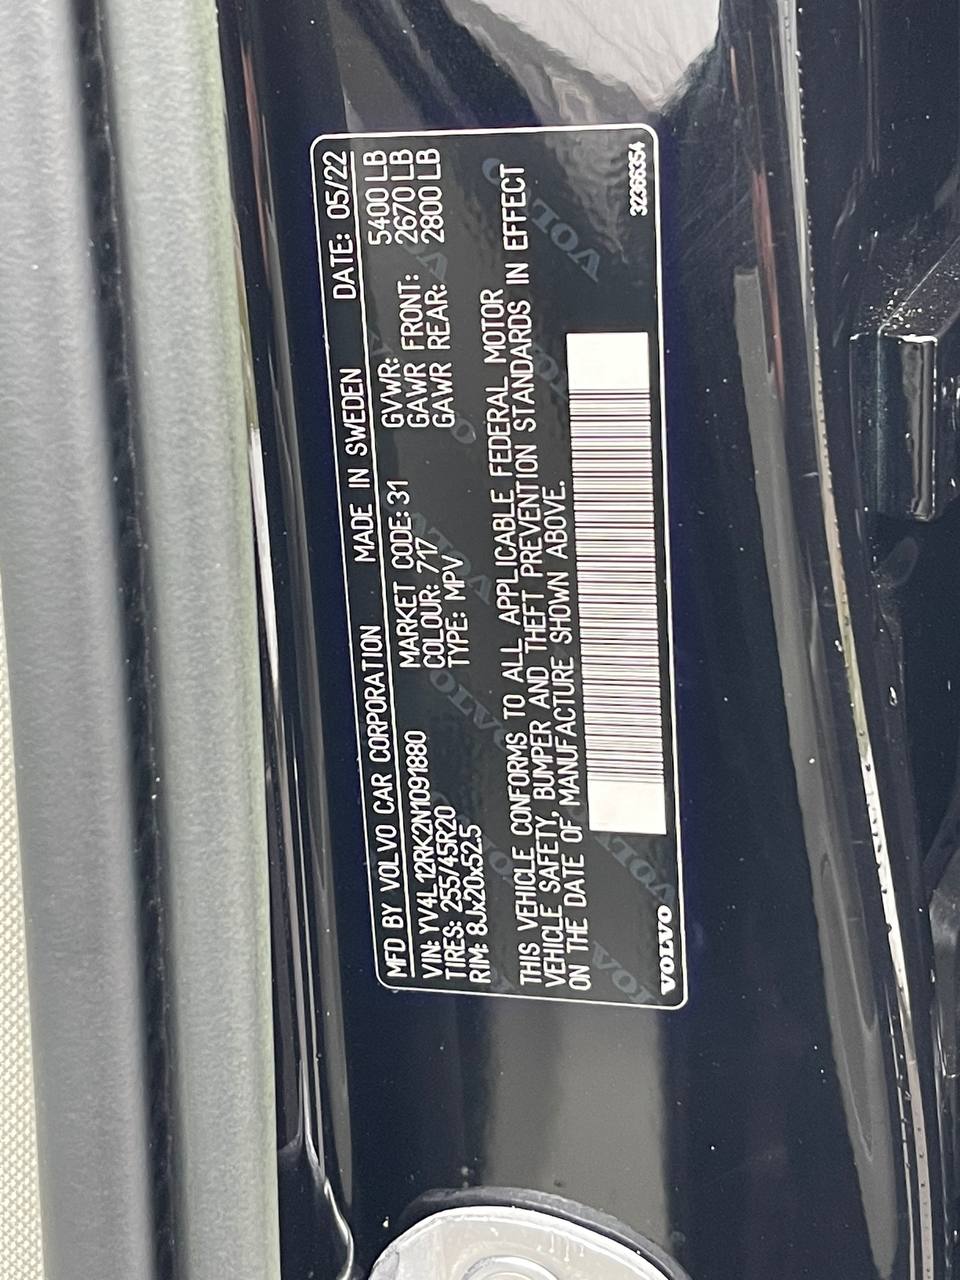 MFD BY VOLVO CAR CORPORATION MADE IN SWEDEN DATE: 05/22
VIN: YV4L12RK2N1091880 MARKET CODE: 31 GVWR: 5400 LB
TIRES: 255/45R20 COLOUR: 717 GAWR FRONT: 2670 LB
RIM: 8Jx20x52.5 TYPE: MPV GAWR REAR: 2800 LB
THIS VEHICLE CONFORMS TO ALL APPLICABLE FEDERAL MOTOR
VEHICLE SAFETY, BUMPER AND THEFT PREVENTION STANDARDS IN EFFECT
ON THE DATE OF MANUFACTURE SHOWN ABOVE.
VOLVO 32366354